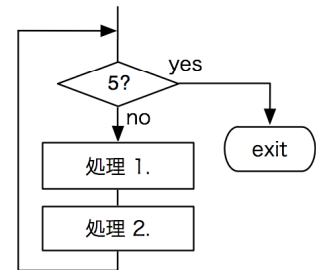 yes
5?
no
exit
処理 1.
処理 2.